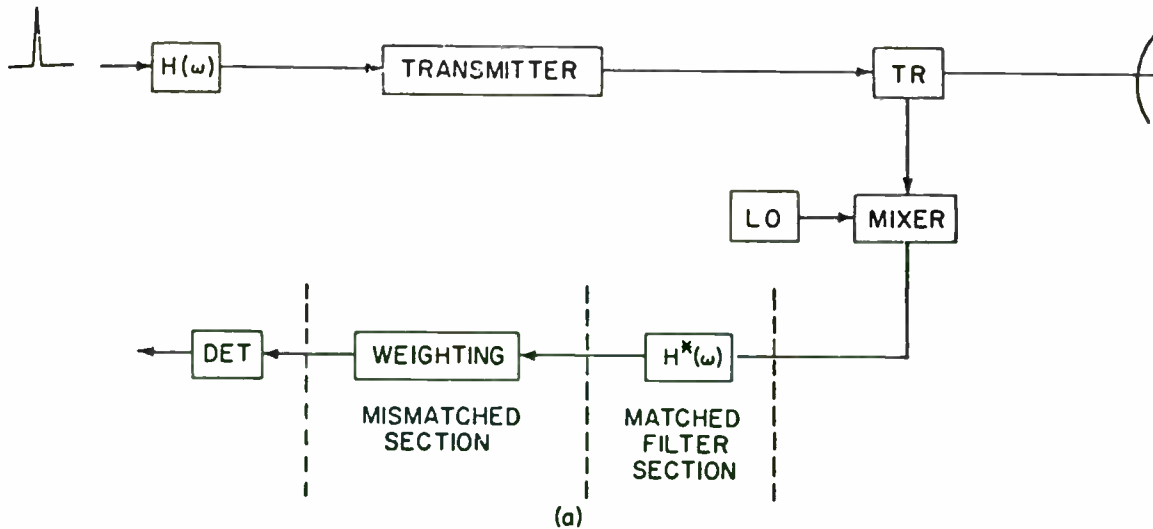 H(ω)
TRANSMITTER
TR
LO
MIXER
DET
WEIGHTING
H*(ω)
MISMATCHED
SECTION
MATCHED
FILTER
SECTION
(a)